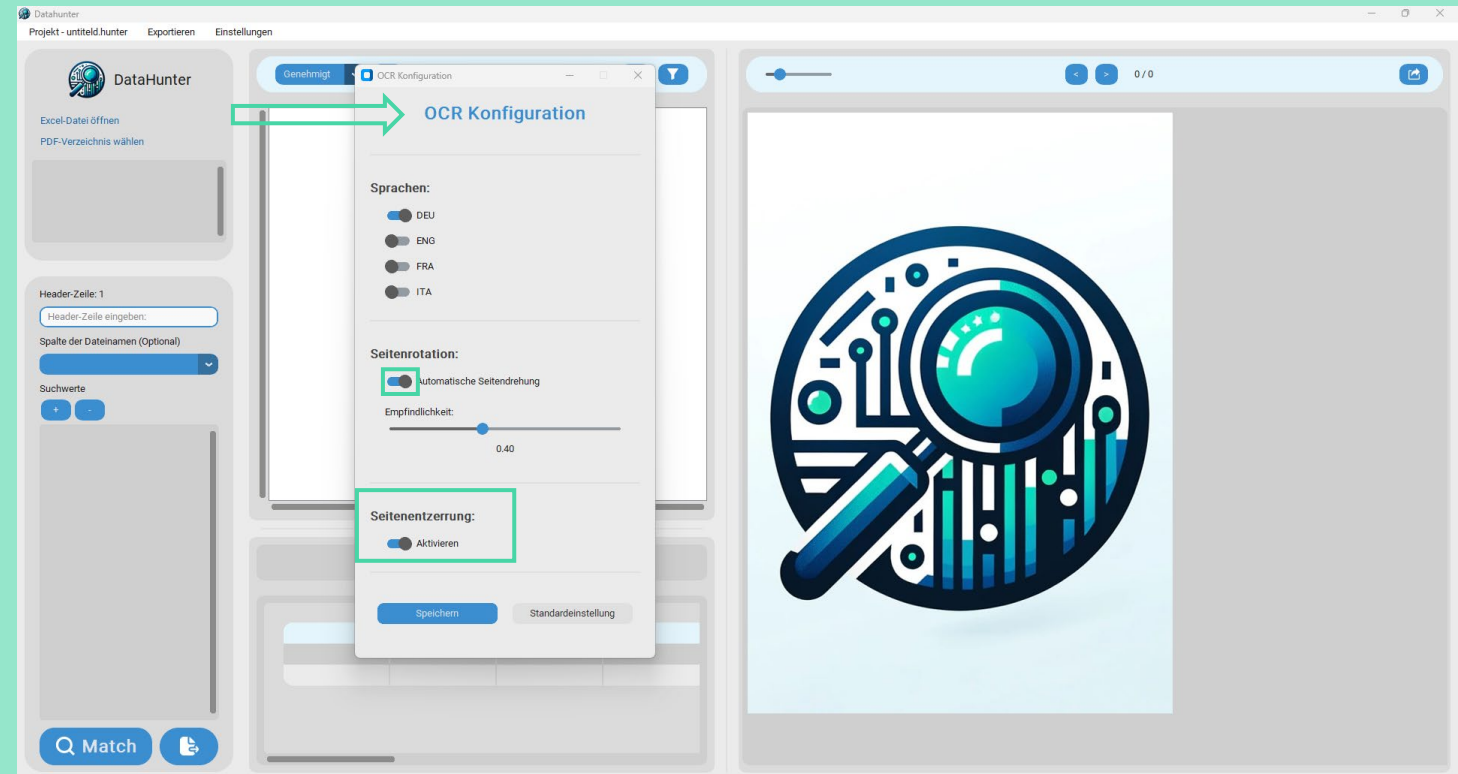 Datahunter
Projekt - untiteld.hunter Exportieren Einstellungen
DataHunter
Excel-Datei öffnen
PDF-Verzeichnis wählen
Header-Zeile: 1
Header-Zeile eingeben:
Spalte der Dateinamen (Optional)
Suchwerte
+ -
Match
Genehmigt
OCR Konfiguration
OCR Konfiguration
Sprachen:
DEU
ENG
FRA
ITA
Seitenrotation:
Automatische Seitendrehung
Empfindlichkeit:
0.40
Seitenentzerrung:
Aktivieren
Speichern Standardeinstellung
< > 0 / 0